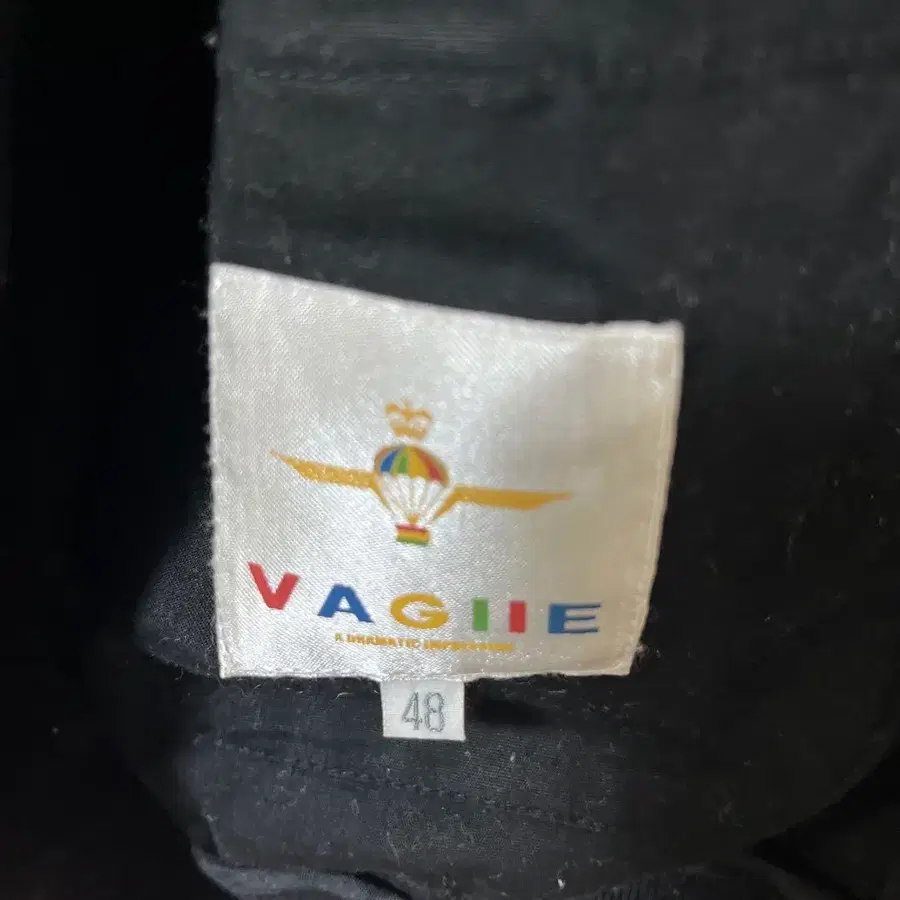 VAGIIE
A DRAMATIC IMPRESSION
48